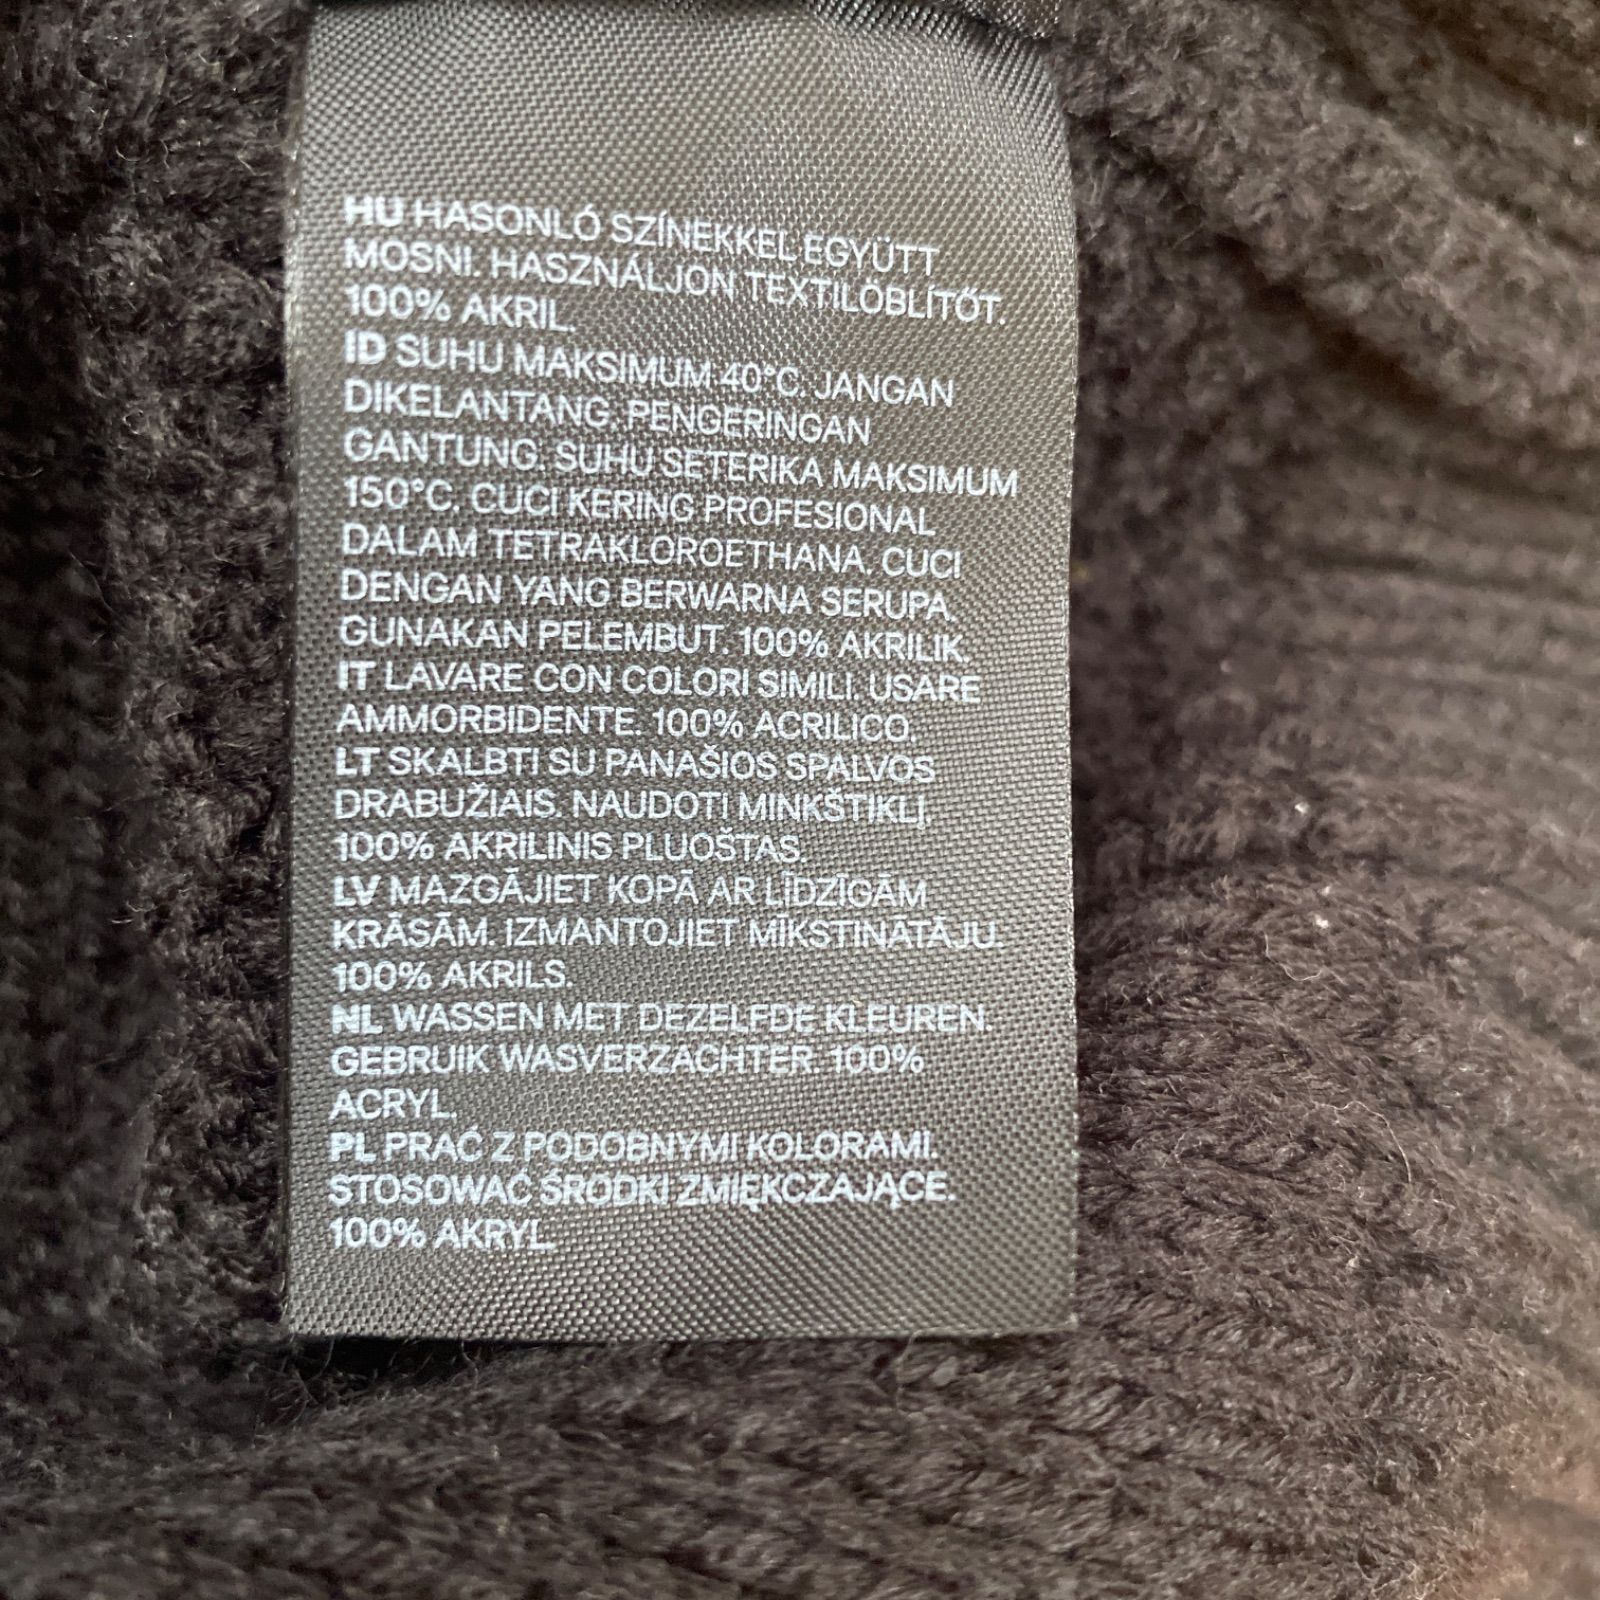 HU HASONLÓ SZÍNEKKEL EGYÜTT
MOSNI. HASZNÁLJON TEXTILÖBLÍTŐT.
100% AKRIL.
ID SUHU MAKSIMUM 40°C. JANGAN
DIKELANTANG. PENGERINGAN
GANTUNG. SUHU SETERIKA MAKSIMUM
150°C. CUCI KERING PROFESIONAL
DALAM TETRAKLOROETHANA. CUCI
DENGAN YANG BERWARNA SERUPA.
GUNAKAN PELEMBUT. 100% AKRILIK.
IT LAVARE CON COLORI SIMILI. USARE
AMMORBIDENTE. 100% ACRILICO.
LT SKALBTI SU PANAŠIOS SPALVOS
DRABUŽIAIS. NAUDOTI MINKŠTIKLĮ.
100% AKRILINIS PLUOŠTAS.
LV MAZGĀJIET KOPĀ AR LĪDZĪGĀM
KRĀSĀM. IZMANTOJIET MĪKSTINĀTĀJU.
100% AKRILS.
NL WASSEN MET DEZELFDE KLEUREN.
GEBRUIK WASVERZACHTER. 100%
ACRYL.
PL PRAĆ Z PODOBNYMI KOLORAMI.
STOSOWAĆ ŚRODKI ZMIĘKCZAJĄCE.
100% AKRYL.